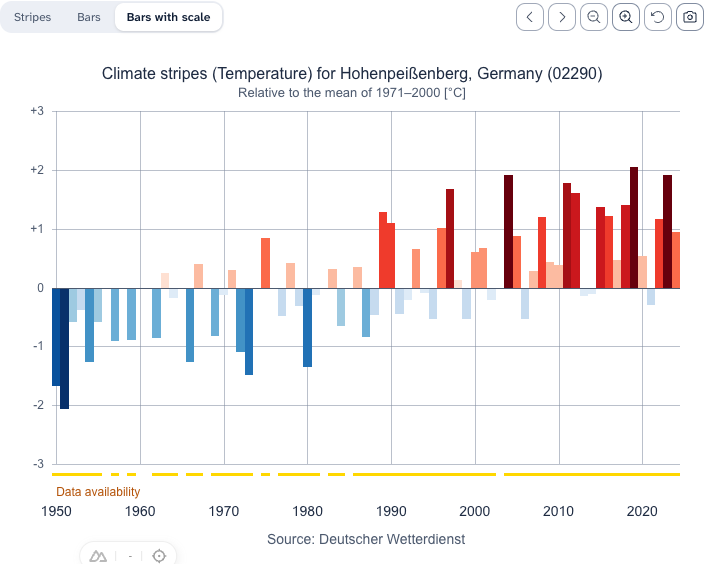 Stripes Bars Bars with scale
Climate stripes (Temperature) for Hohenpeißenberg, Germany (02290)
Relative to the mean of 1971–2000 [°C]
+3
+2
+1
0
-1
-2
-3
Data availability
1950 1960 1970 1980 1990 2000 2010 2020
Source: Deutscher Wetterdienst
-